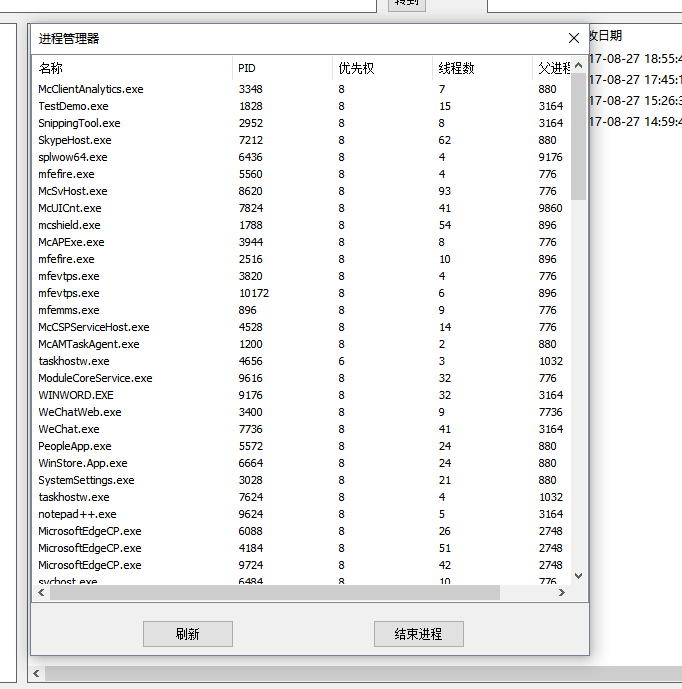 转到
进程管理器
改日期
名称 PID 优先权 线程数 父进程
McClientAnalytics.exe 3348 8 7 880
TestDemo.exe 1828 8 15 3164
SnippingTool.exe 2952 8 8 3164
SkypeHost.exe 7212 8 62 880
splwow64.exe 6436 8 4 9176
mfefire.exe 5560 8 4 776
McSvHost.exe 8620 8 93 776
McUICnt.exe 7824 8 41 9860
mcshield.exe 1788 8 54 896
McAPExe.exe 3944 8 8 776
mfefire.exe 2516 8 10 896
mfevtps.exe 3820 8 4 776
mfevtps.exe 10172 8 6 896
mfemms.exe 896 8 9 776
McCSPServiceHost.exe 4528 8 14 776
McAMTaskAgent.exe 1200 8 2 880
taskhostw.exe 4656 6 3 1032
ModuleCoreService.exe 9616 8 32 776
WINWORD.EXE 9176 8 32 3164
WeChatWeb.exe 3400 8 9 7736
WeChat.exe 7736 8 41 3164
PeopleApp.exe 5572 8 24 880
WinStore.App.exe 6664 8 24 880
SystemSettings.exe 3028 8 21 880
taskhostw.exe 7624 8 4 1032
notepad++.exe 9624 8 5 3164
MicrosoftEdgeCP.exe 6088 8 26 2748
MicrosoftEdgeCP.exe 4184 8 51 2748
MicrosoftEdgeCP.exe 9724 8 42 2748
svchost.exe 6484 8 10 776
17-08-27 18:55:4
17-08-27 17:45:1
17-08-27 15:26:3
17-08-27 14:59:4
刷新 结束进程